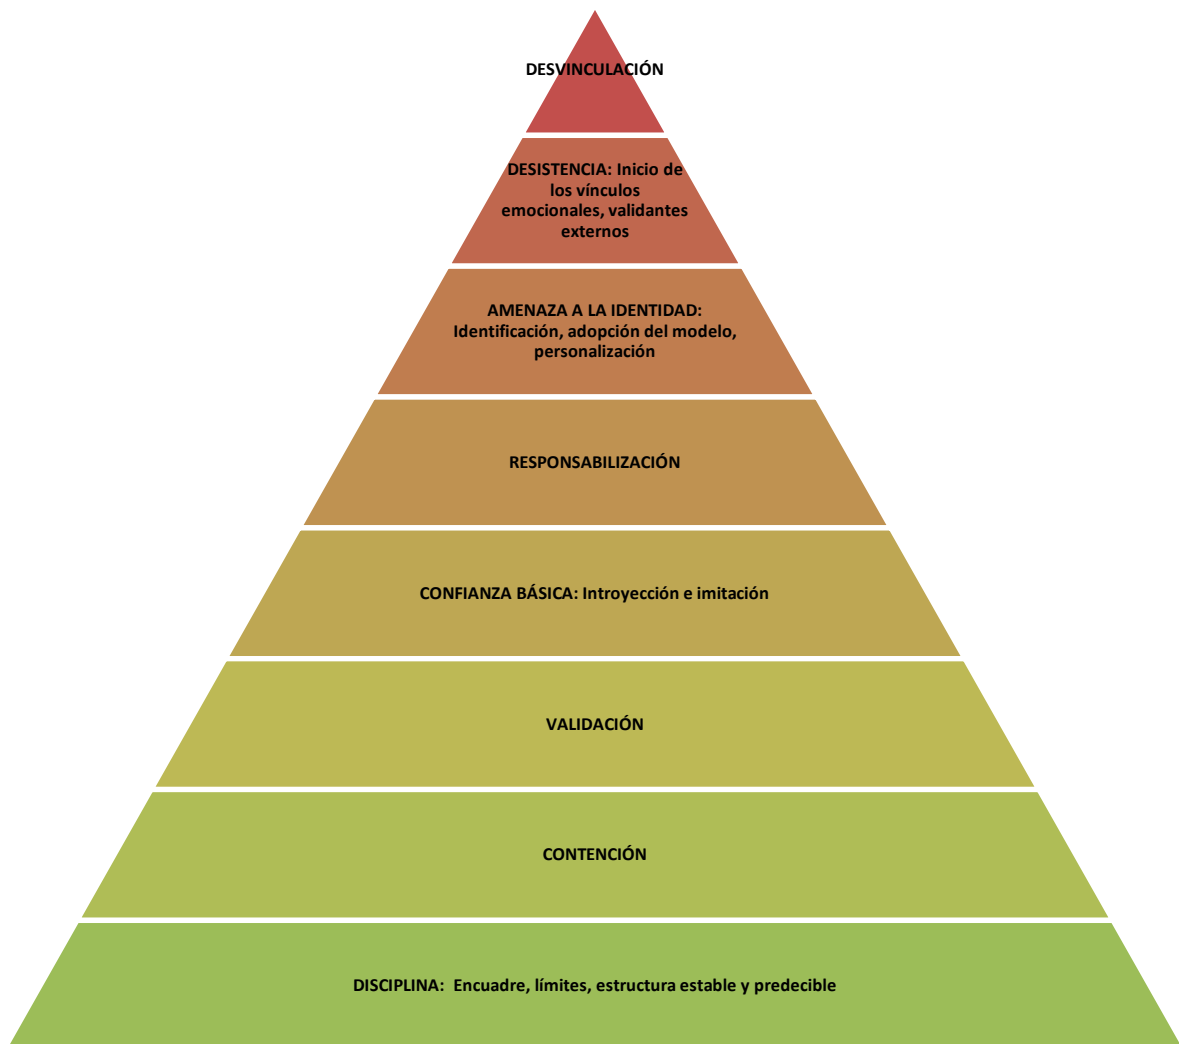 DESVINCULACIÓN
DESISTENCIA: Inicio de
los vínculos
emocionales, validantes
externos
AMENAZA A LA IDENTIDAD:
Identificación, adopción del modelo,
personalización
RESPONSABILIZACIÓN
CONFIANZA BÁSICA: Introyección e imitación
VALIDACIÓN
CONTENCIÓN
DISCIPLINA:  Encuadre, límites, estructura estable y predecible